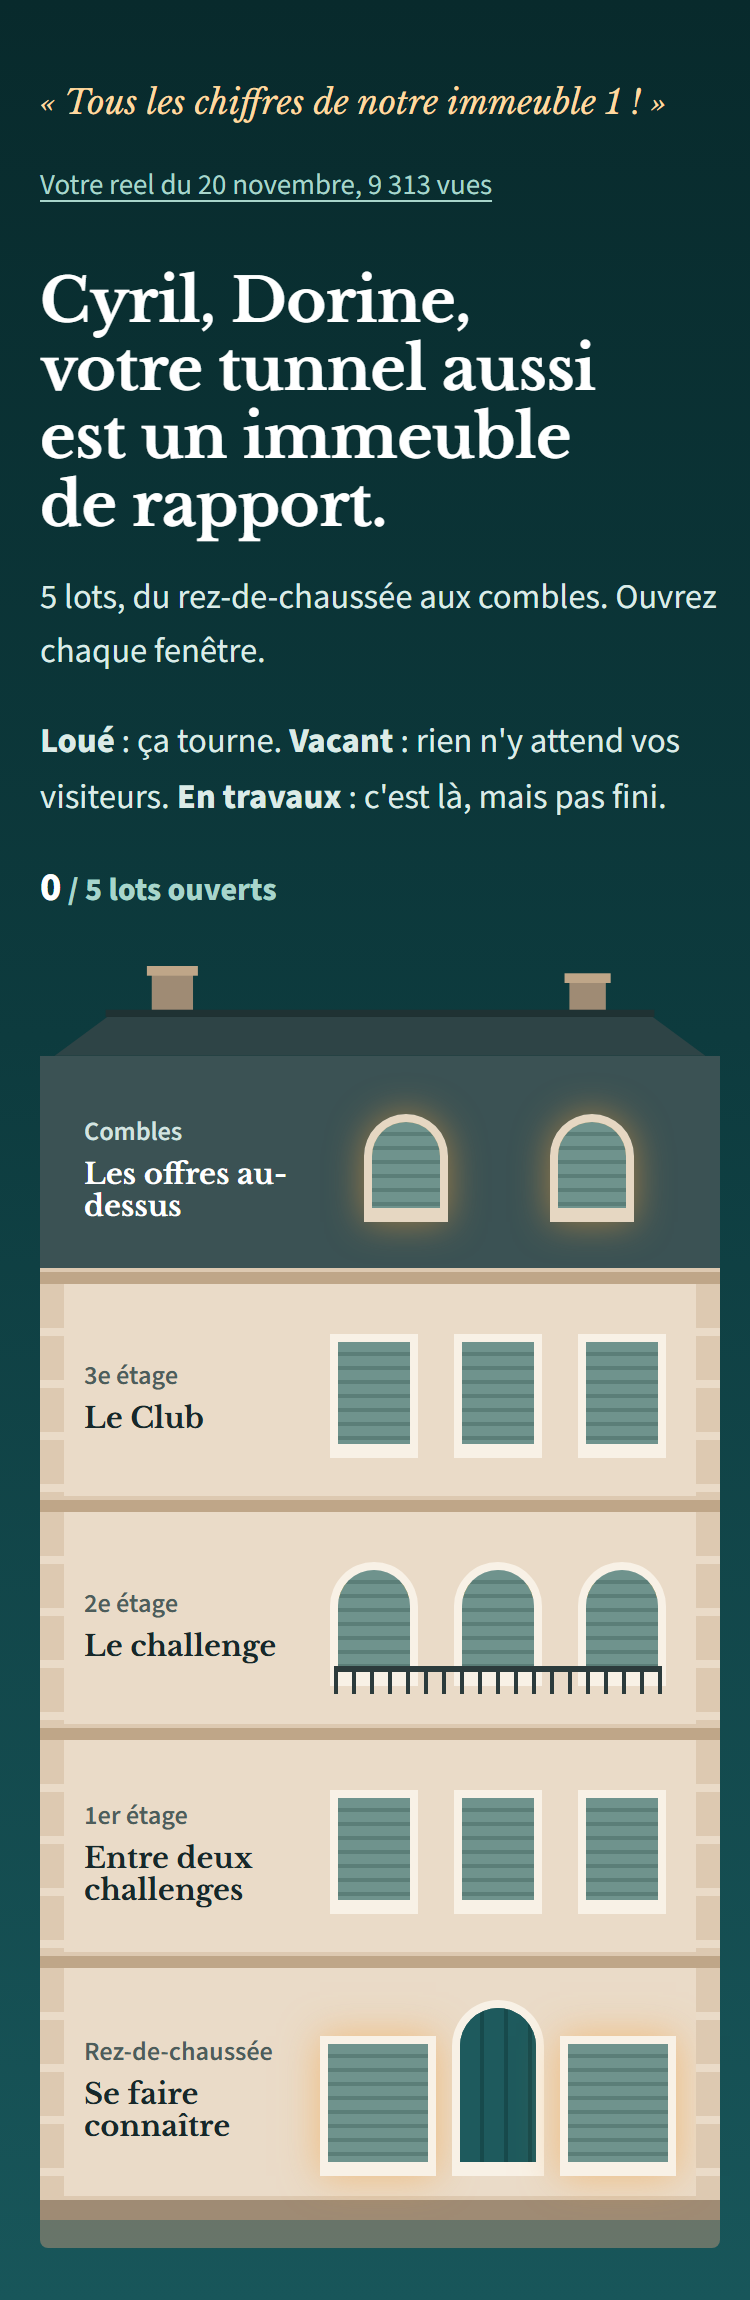 « Tous les chiffres de notre immeuble 1 ! »
Votre reel du 20 novembre, 9 313 vues
Cyril, Dorine,
votre tunnel aussi
est un immeuble
de rapport.
5 lots, du rez-de-chaussée aux combles. Ouvrez
chaque fenêtre.
Loué : ça tourne. Vacant : rien n'y attend vos
visiteurs. En travaux : c'est là, mais pas fini.
0 / 5 lots ouverts
Combles
Les offres au-
dessus
3e étage
Le Club
2e étage
Le challenge
1er étage
Entre deux
challenges
Rez-de-chaussée
Se faire
connaître